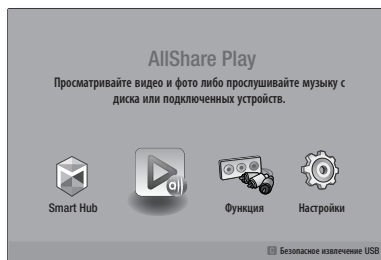 AllShare Play
Просматривайте видео и фото либо прослушивайте музыку с
диска или подключенных устройств.
Smart Hub
Функция
Настройки
Безопасное извлечение USB